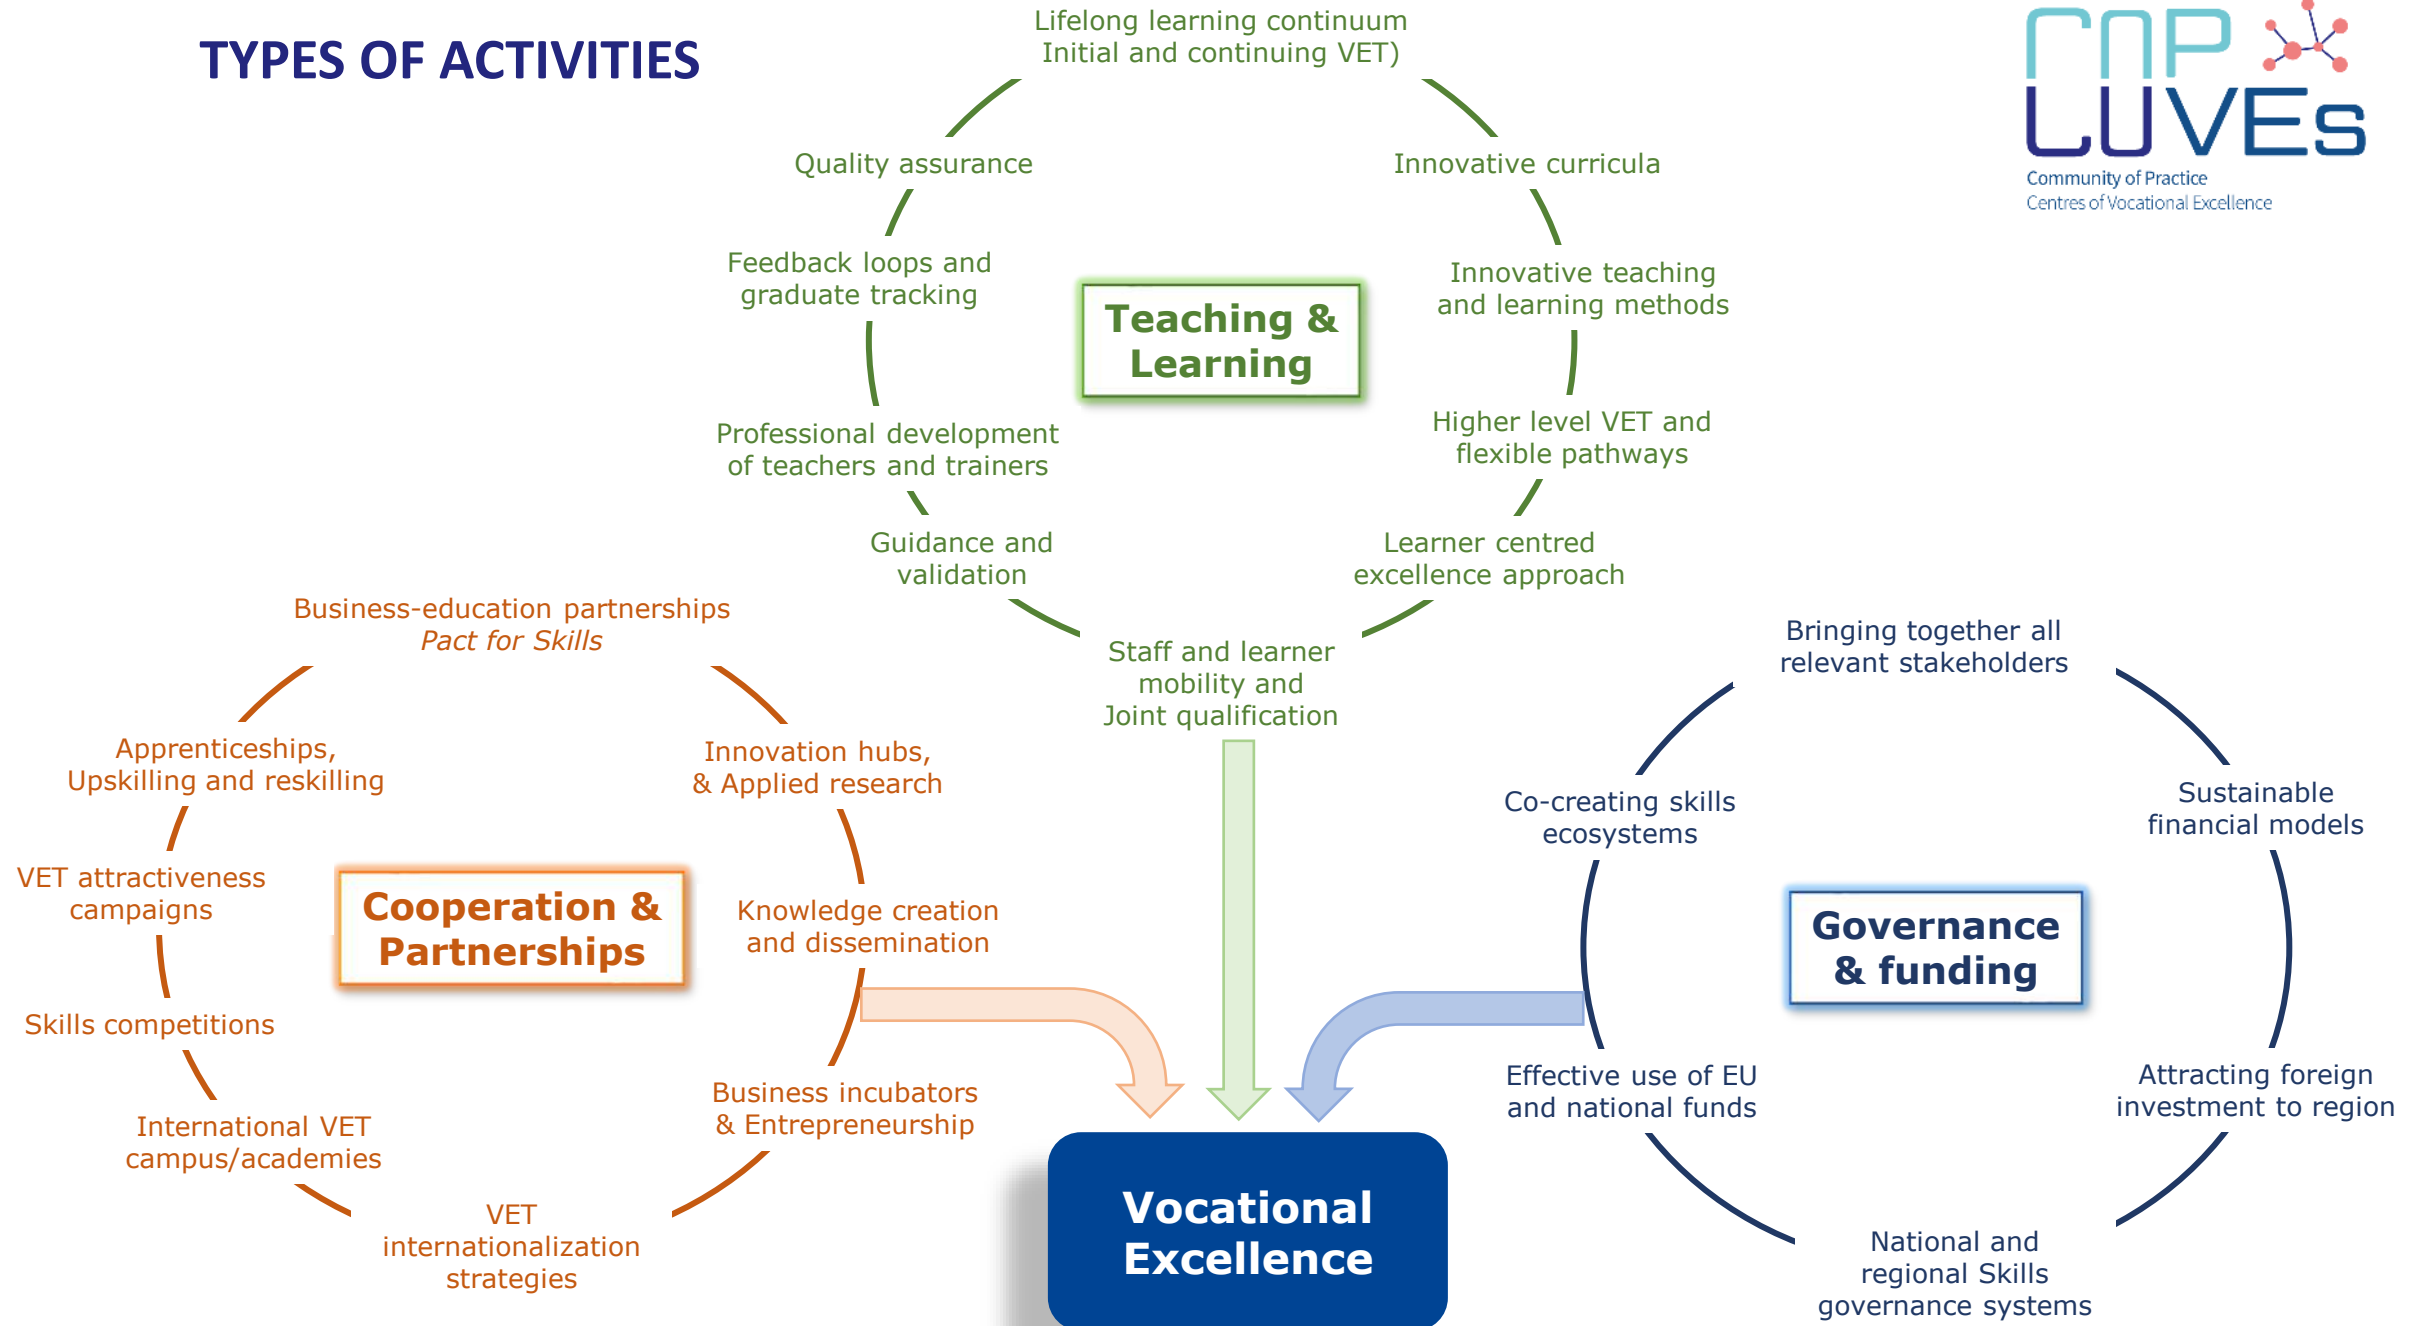 TYPES OF ACTIVITIES
COP
COVEs
Community of Practice
Centres of Vocational Excellence
Lifelong learning continuum
Initial and continuing VET)
Innovative curricula
Innovative teaching
and learning methods
Higher level VET and
flexible pathways
Learner centred
excellence approach
Staff and learner
mobility and
Joint qualification
Guidance and
validation
Professional development
of teachers and trainers
Feedback loops and
graduate tracking
Quality assurance
Teaching &
Learning
Business-education partnerships
Pact for Skills
Innovation hubs,
& Applied research
Knowledge creation
and dissemination
Business incubators
& Entrepreneurship
VET
internationalization
strategies
International VET
campus/academies
Skills competitions
VET attractiveness
campaigns
Apprenticeships,
Upskilling and reskilling
Cooperation &
Partnerships
Bringing together all
relevant stakeholders
Sustainable
financial models
Attracting foreign
investment to region
National and
regional Skills
governance systems
Effective use of EU
and national funds
Co-creating skills
ecosystems
Governance
& funding
Vocational
Excellence